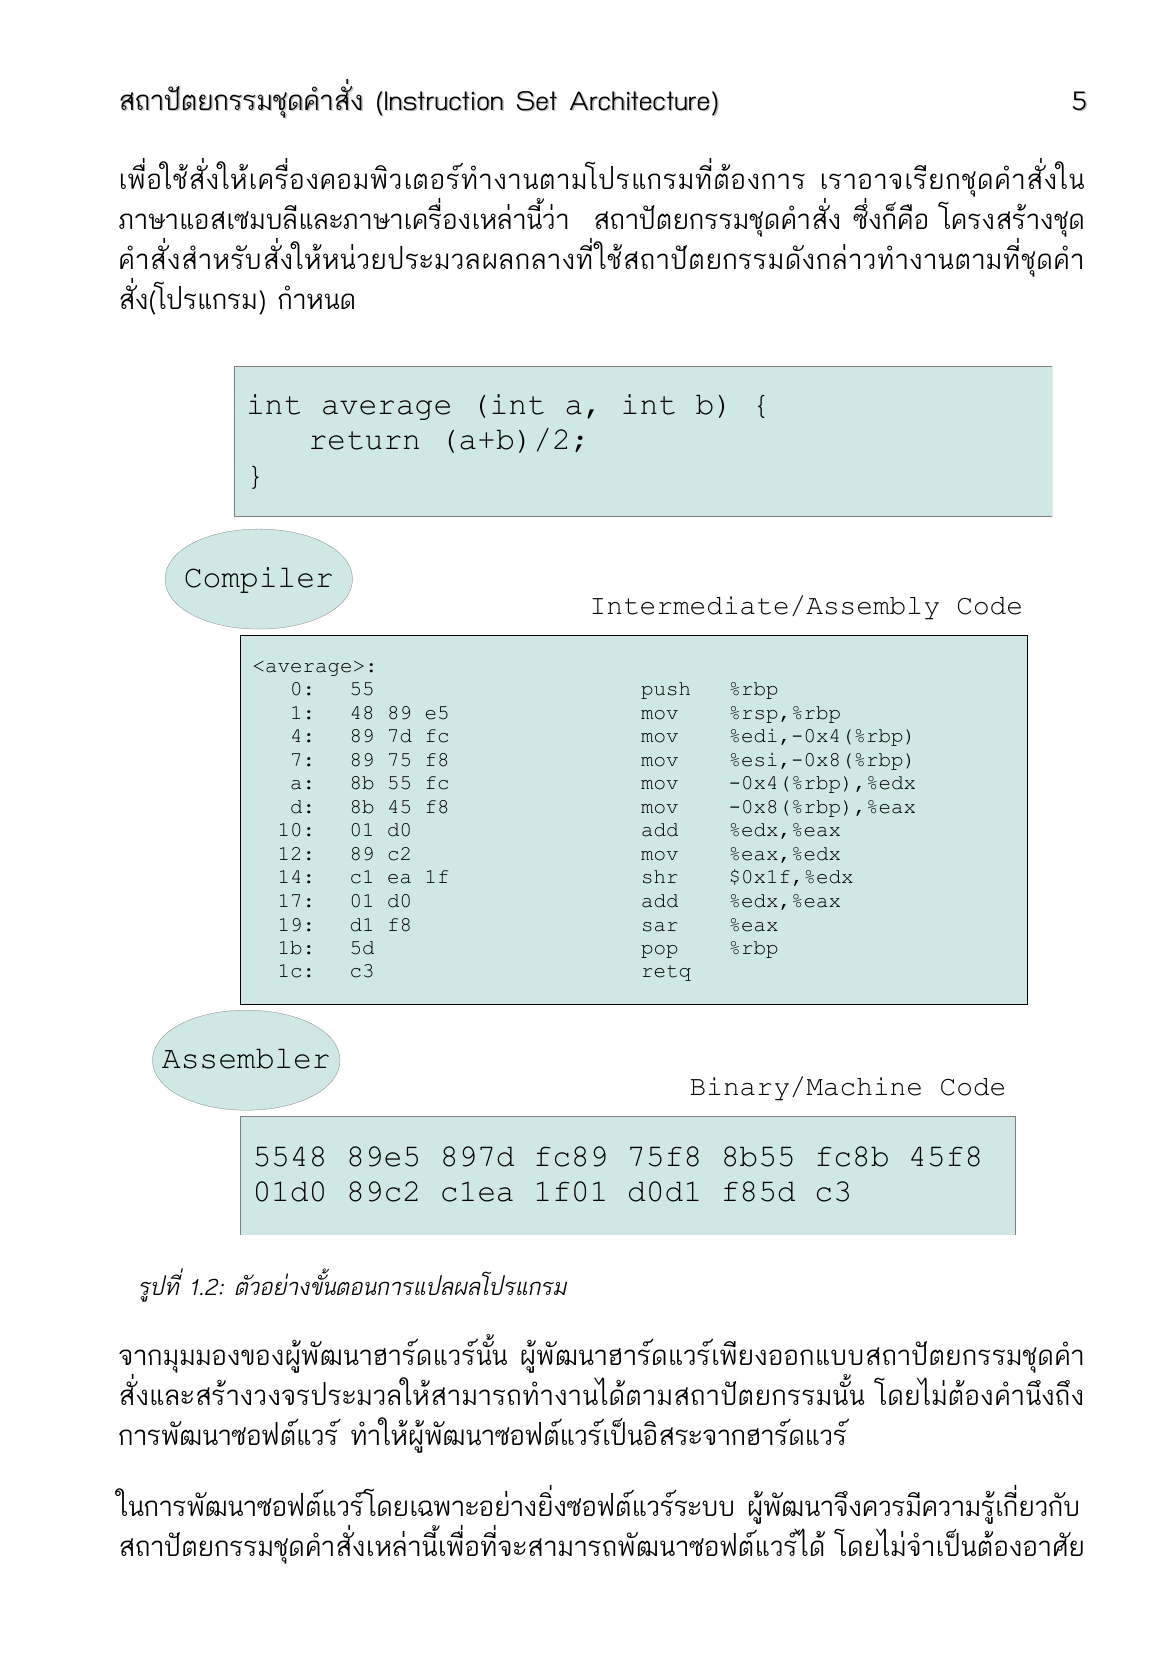 สถาปัตยกรรมชุดคำสั่ง (Instruction Set Architecture) 5
เพื่อใช้สั่งให้เครื่องคอมพิวเตอร์ทำงานตามโปรแกรมที่ต้องการ เราอาจเรียกชุดคำสั่งใน
ภาษาแอสเซมบลีและภาษาเครื่องเหล่านี้ว่า สถาปัตยกรรมชุดคำสั่ง ซึ่งก็คือ โครงสร้างชุด
คำสั่งสำหรับสั่งให้หน่วยประมวลผลกลางที่ใช้สถาปัตยกรรมดังกล่าวทำงานตามที่ชุดคำ
สั่ง(โปรแกรม) กำหนด
int average (int a, int b) {
return (a+b)/2;
}
Compiler
Intermediate/Assembly Code
<average>:
0: 55 push %rbp
1: 48 89 e5 mov %rsp,%rbp
4: 89 7d fc mov %edi,-0x4(%rbp)
7: 89 75 f8 mov %esi,-0x8(%rbp)
a: 8b 55 fc mov -0x4(%rbp),%edx
d: 8b 45 f8 mov -0x8(%rbp),%eax
10: 01 d0 add %edx,%eax
12: 89 c2 mov %eax,%edx
14: c1 ea 1f shr $0x1f,%edx
17: 01 d0 add %edx,%eax
19: d1 f8 sar %eax
1b: 5d pop %rbp
1c: c3 retq
Assembler
Binary/Machine Code
5548 89e5 897d fc89 75f8 8b55 fc8b 45f8
01d0 89c2 c1ea 1f01 d0d1 f85d c3
รูปที่ 1.2: ตัวอย่างขั้นตอนการแปลผลโปรแกรม
จากมุมมองของผู้พัฒนาฮาร์ดแวร์นั้น ผู้พัฒนาฮาร์ดแวร์เพียงออกแบบสถาปัตยกรรมชุดคำ
สั่งและสร้างวงจรประมวลให้สามารถทำงานได้ตามสถาปัตยกรรมนั้น โดยไม่ต้องคำนึงถึง
การพัฒนาซอฟต์แวร์ ทำให้ผู้พัฒนาซอฟต์แวร์เป็นอิสระจากฮาร์ดแวร์
ในการพัฒนาซอฟต์แวร์โดยเฉพาะอย่างยิ่งซอฟต์แวร์ระบบ ผู้พัฒนาจึงควรมีความรู้เกี่ยวกับ
สถาปัตยกรรมชุดคำสั่งเหล่านี้เพื่อที่จะสามารถพัฒนาซอฟต์แวร์ได้ โดยไม่จำเป็นต้องอาศัย